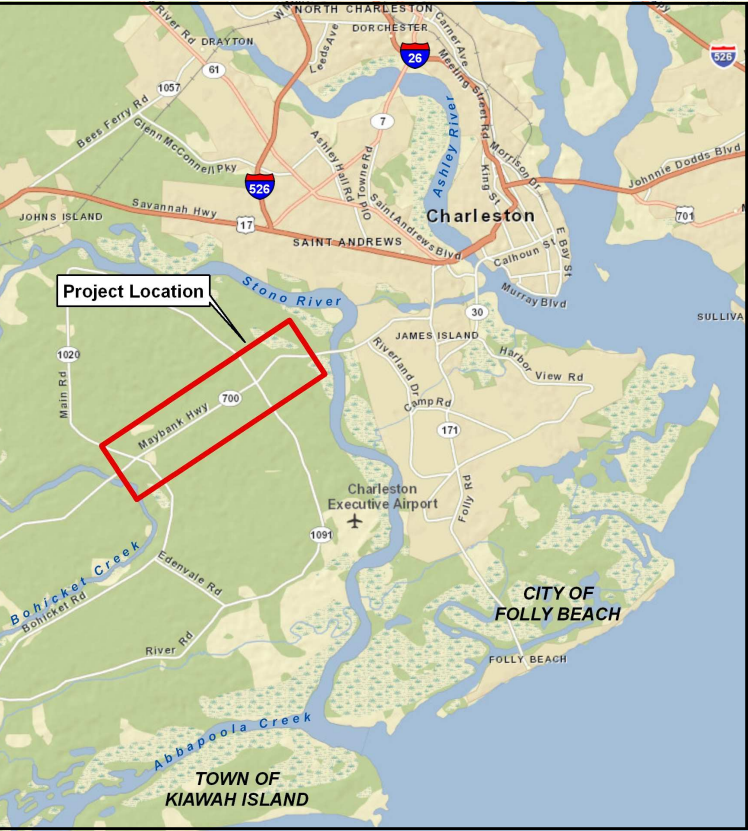 NORTH CHARLESTON
River Rd
DRAYTON
Leeds Ave
DORCHESTER
Carner Ave
26
526
61
1057
Meeting Street Rd
Bees Ferry Rd
7
Glenn McConnell Pky
Ashley Hall Rd
Old Towne Rd
Ashley River
Morrison Dr
Johnnie Dodds Blvd
526
King St
Savannah Hwy
Saint Andrews Blvd
Charleston
701
JOHNS ISLAND
17
SAINT ANDREWS
Calhoun St
E Bay St
Stono River
Murray Blvd
Project Location
30
SULLIVA
JAMES ISLAND
1020
Riverland Dr
Harbor View Rd
Main Rd
700
Maybank Hwy
Camp Rd
171
Charleston
Executive Airport
Folly Rd
1091
Bohicket Creek
Edenvale Rd
Bohicket Rd
CITY OF
FOLLY BEACH
River Rd
FOLLY BEACH
Abbapoola Creek
TOWN OF
KIAWAH ISLAND